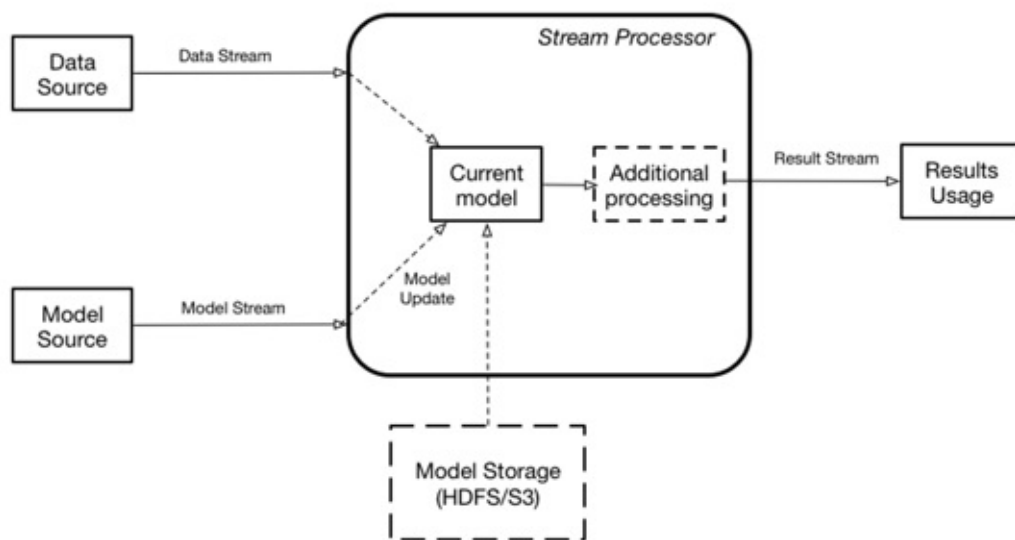 Stream Processor
Data
Source
Data Stream
Current
model
Additional
processing
Result Stream
Results
Usage
Model
Update
Model
Source
Model Stream
Model Storage
(HDFS/S3)